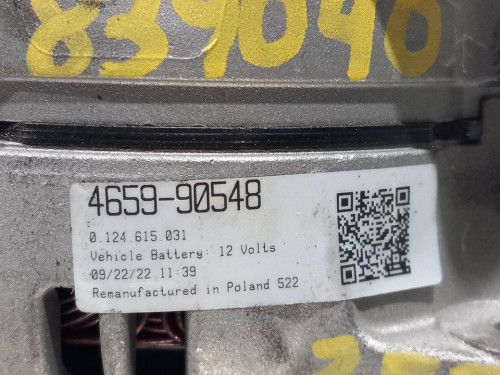 839040
4659-90548
0.124.615.031
Vehicle Battery: 12 Volts
09/22/22 11:39
Remanufactured in Poland 522